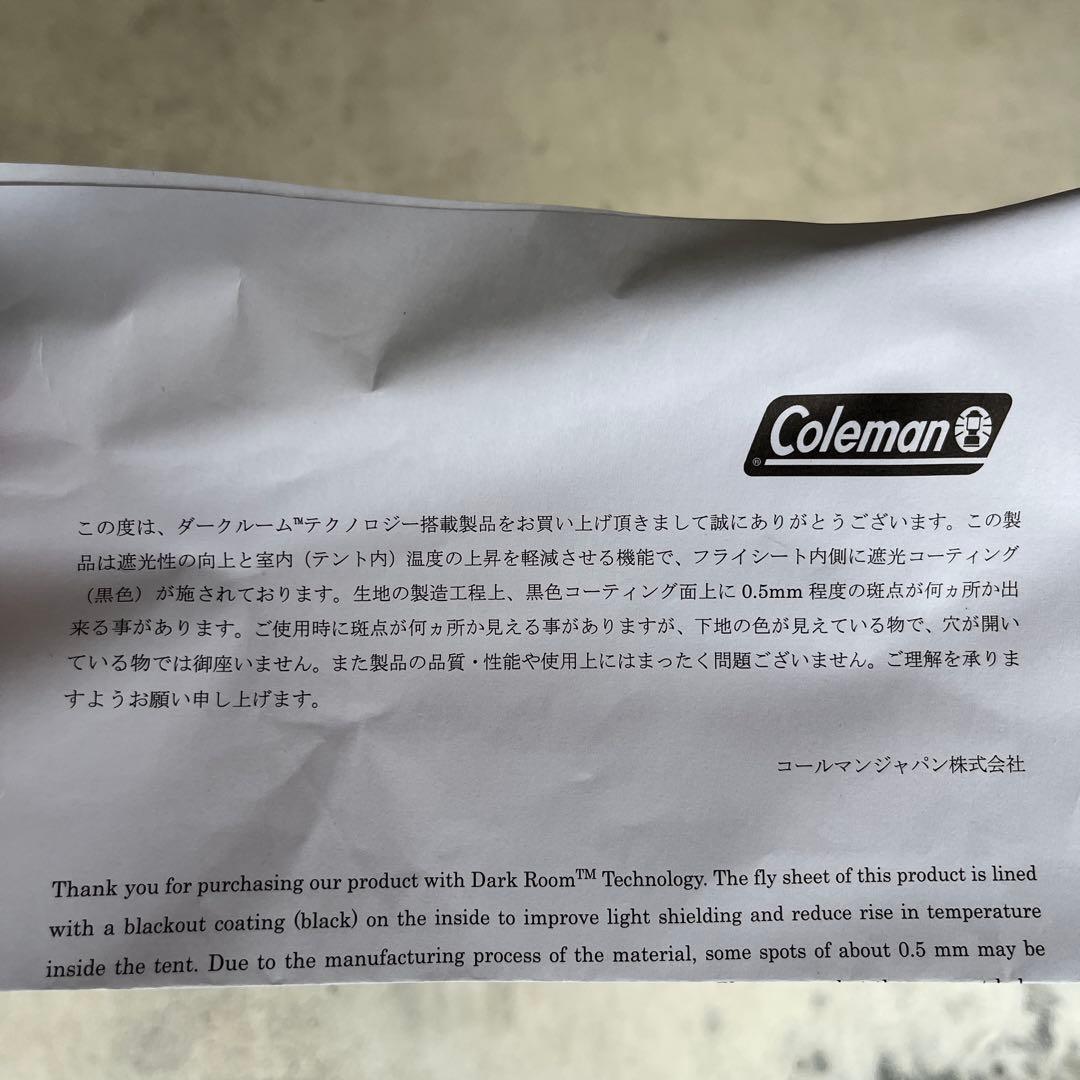 Coleman
®
この度は、ダークルーム™テクノロジー搭載製品をお買い上げ頂きまして誠にありがとうございます。この製
品は遮光性の向上と室内（テント内）温度の上昇を軽減させる機能で、フライシート内側に遮光コーティング
（黒色）が施されております。生地の製造工程上、黒色コーティング面上に 0.5mm 程度の斑点が何ヵ所か出
来る事があります。ご使用時に斑点が何ヵ所か見える事がありますが、下地の色が見えている物で、穴が開い
ている物では御座いません。また製品の品質・性能や使用上にはまったく問題ございません。ご理解を承りま
すようお願い申し上げます。
コールマンジャパン株式会社
Thank you for purchasing our product with Dark Room™ Technology. The fly sheet of this product is lined
with a blackout coating (black) on the inside to improve light shielding and reduce rise in temperature
inside the tent. Due to the manufacturing process of the material, some spots of about 0.5 mm may be